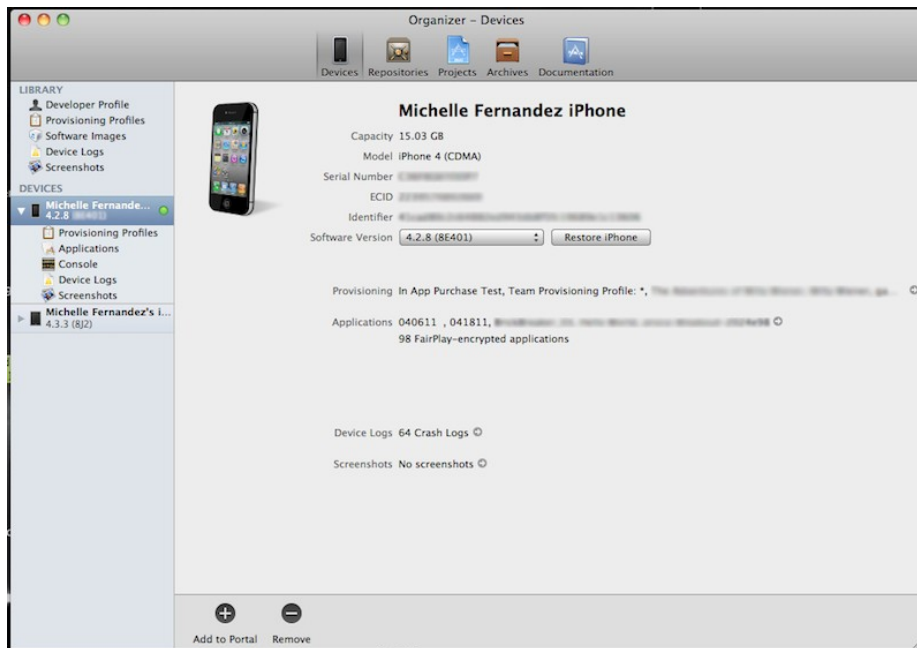 Organizer – Devices
Devices Repositories Projects Archives Documentation
LIBRARY
Developer Profile
Provisioning Profiles
Software Images
Device Logs
Screenshots
DEVICES
Michelle Fernande...
4.2.8
Provisioning Profiles
Applications
Console
Device Logs
Screenshots
Michelle Fernandez's i...
4.3.3 (8J2)
Michelle Fernandez iPhone
Capacity 15.03 GB
Model iPhone 4 (CDMA)
Serial Number
ECID
Identifier
Software Version 4.2.8 (8E401) Restore iPhone
Provisioning In App Purchase Test, Team Provisioning Profile: *,
Applications 040611 , 041811,
98 FairPlay-encrypted applications
Device Logs 64 Crash Logs
Screenshots No screenshots
Add to Portal Remove